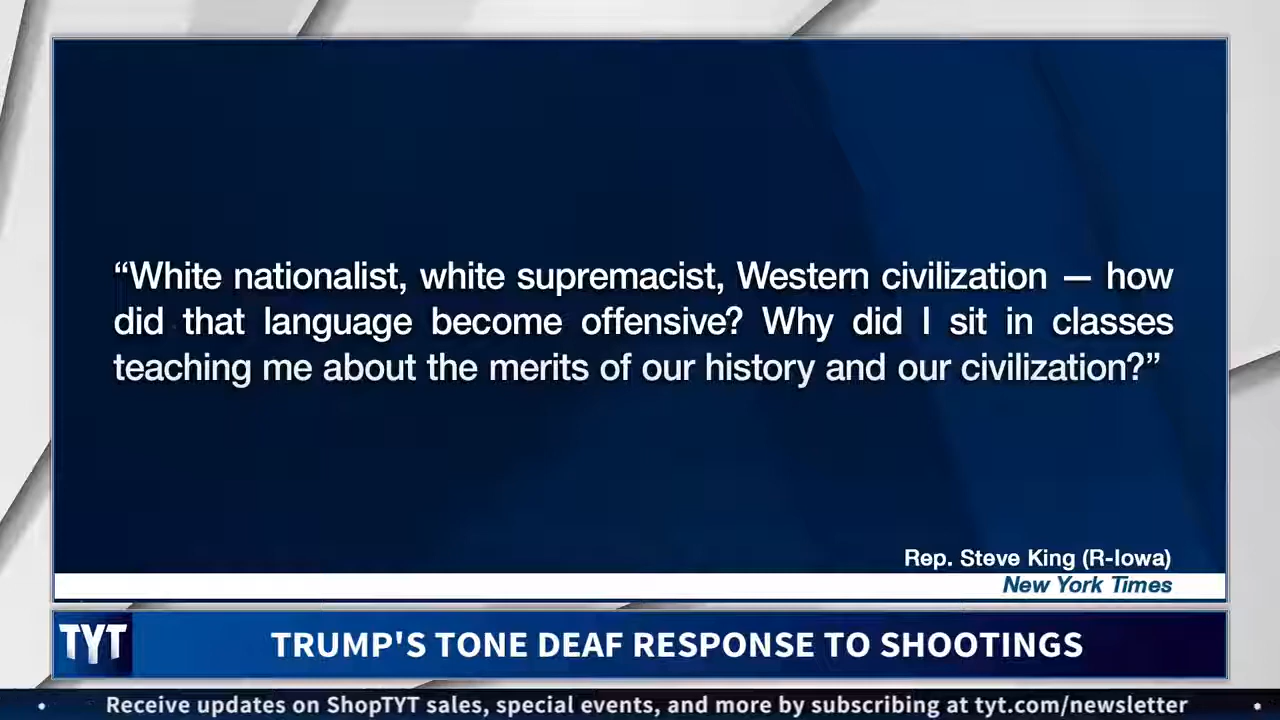 “White nationalist, white supremacist, Western civilization — how
did that language become offensive? Why did I sit in classes
teaching me about the merits of our history and our civilization?”
Rep. Steve King (R-Iowa)
New York Times
TYT
TRUMP'S TONE DEAF RESPONSE TO SHOOTINGS
• Receive updates on ShopTYT sales, special events, and more by subscribing at tyt.com/newsletter •